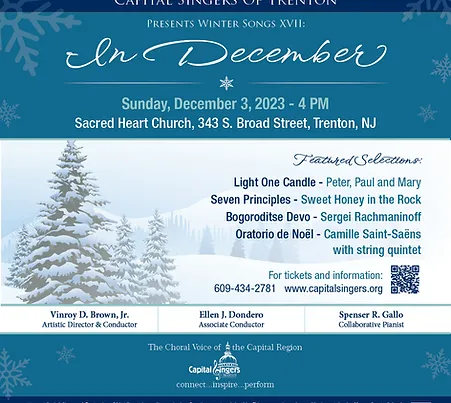 CAPITAL SINGERS OF TRENTON
PRESENTS WINTER SONGS XVII:
In December
Sunday, December 3, 2023 - 4 PM
Sacred Heart Church, 343 S. Broad Street, Trenton, NJ
Featured Selections:
Light One Candle - Peter, Paul and Mary
Seven Principles - Sweet Honey in the Rock
Bogoroditse Devo - Sergei Rachmaninoff
Oratorio de Noël - Camille Saint-Saëns
with string quintet
For tickets and information:
609-434-2781 www.capitalsingers.org
Vinroy D. Brown, Jr.
Artistic Director & Conductor
Ellen J. Dondero
Associate Conductor
Spenser R. Gallo
Collaborative Pianist
The Choral Voice of the Capital Region
Capital Singers
connect...inspire...perform